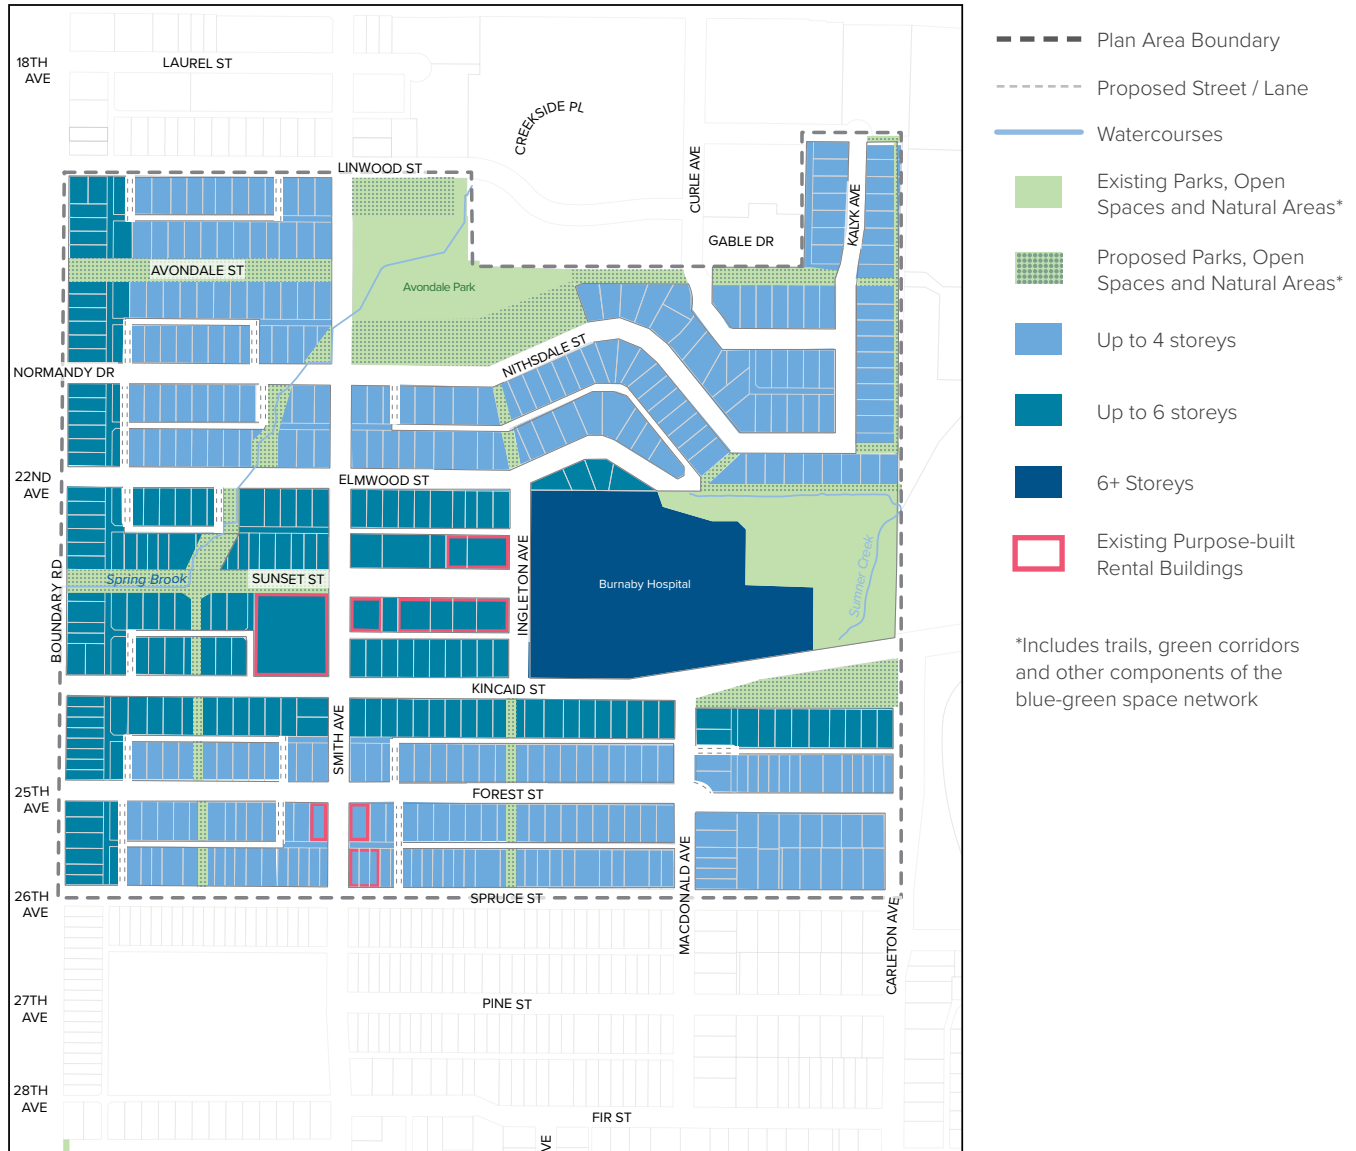 18TH
AVE
LAUREL ST
CREEKSIDE PL
CURLE AVE
LINWOOD ST
KALYK AVE
GABLE DR
AVONDALE ST
Avondale Park
NITHSDALE ST
NORMANDY DR
22ND
AVE
ELMWOOD ST
BOUNDARY RD
Spring Brook
SUNSET ST
INGLETON AVE
Burnaby Hospital
Sumner Creek
KINCAID ST
SMITH AVE
25TH
AVE
FOREST ST
MACDONALD AVE
26TH
AVE
SPRUCE ST
CARLETON AVE
27TH
AVE
PINE ST
28TH
AVE
FIR ST
AVE
Plan Area Boundary
Proposed Street / Lane
Watercourses
Existing Parks, Open
Spaces and Natural Areas*
Proposed Parks, Open
Spaces and Natural Areas*
Up to 4 storeys
Up to 6 storeys
6+ Storeys
Existing Purpose-built
Rental Buildings
*Includes trails, green corridors
and other components of the
blue-green space network